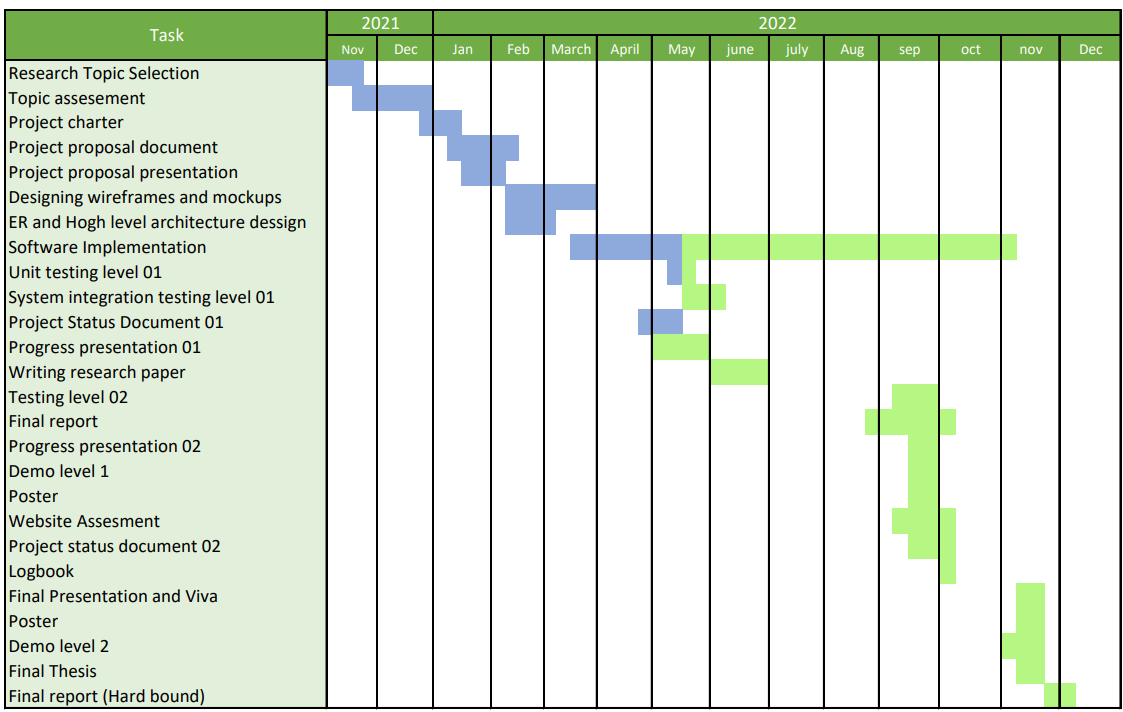 Task
2021 2022
Nov Dec Jan Feb March April May june july Aug sep oct nov Dec
Research Topic Selection
Topic assesement
Project charter
Project proposal document
Project proposal presentation
Designing wireframes and mockups
ER and Hogh level architecture dessign
Software Implementation
Unit testing level 01
System integration testing level 01
Project Status Document 01
Progress presentation 01
Writing research paper
Testing level 02
Final report
Progress presentation 02
Demo level 1
Poster
Website Assesment
Project status document 02
Logbook
Final Presentation and Viva
Poster
Demo level 2
Final Thesis
Final report (Hard bound)